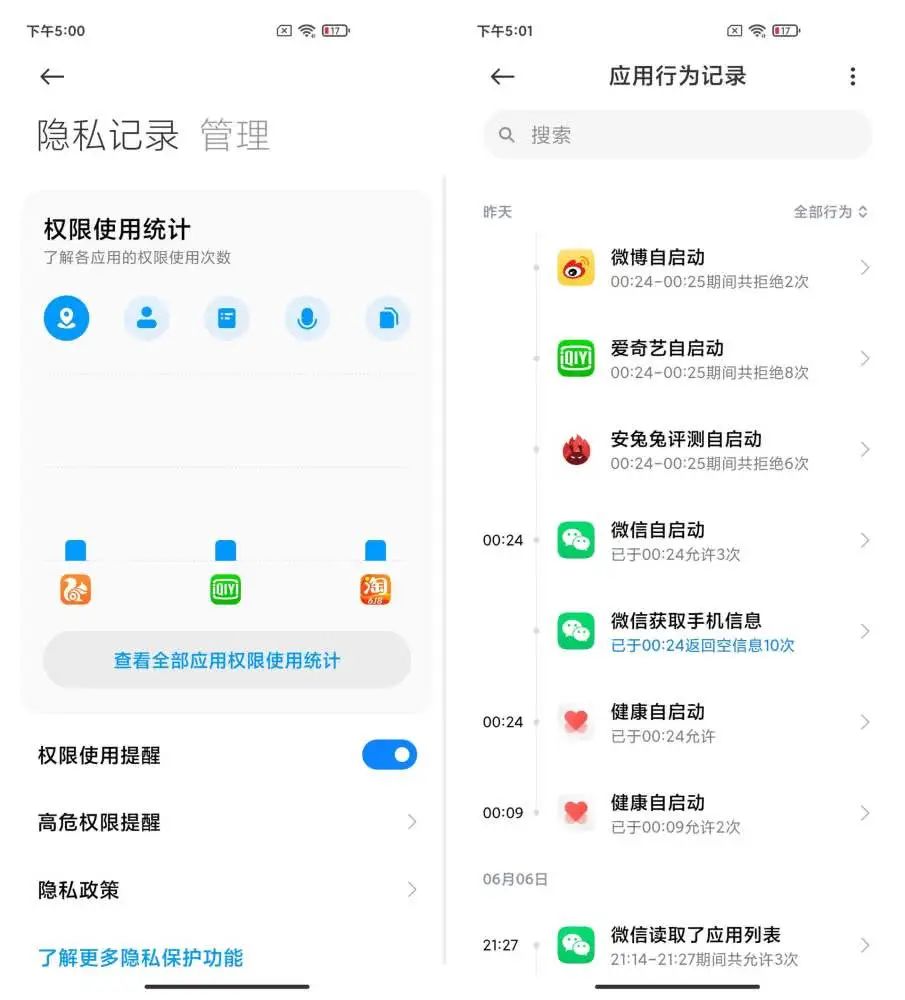 下午5:00
17
隐私记录 管理
权限使用统计
了解各应用的权限使用次数
iQIYI
淘
618
查看全部应用权限使用统计
权限使用提醒
高危权限提醒
隐私政策
了解更多隐私保护功能
下午5:01
17
应用行为记录
搜索
昨天 全部行为
微博自启动
00:24-00:25期间共拒绝2次
iQIYI
爱奇艺自启动
00:24-00:25期间共拒绝8次
安兔兔评测自启动
00:24-00:25期间共拒绝6次
00:24 微信自启动
已于00:24允许3次
微信获取手机信息
已于00:24返回空信息10次
00:24 健康自启动
已于00:24允许
00:09 健康自启动
已于00:09允许2次
06月06日
21:27 微信读取了应用列表
21:14-21:27期间共允许3次